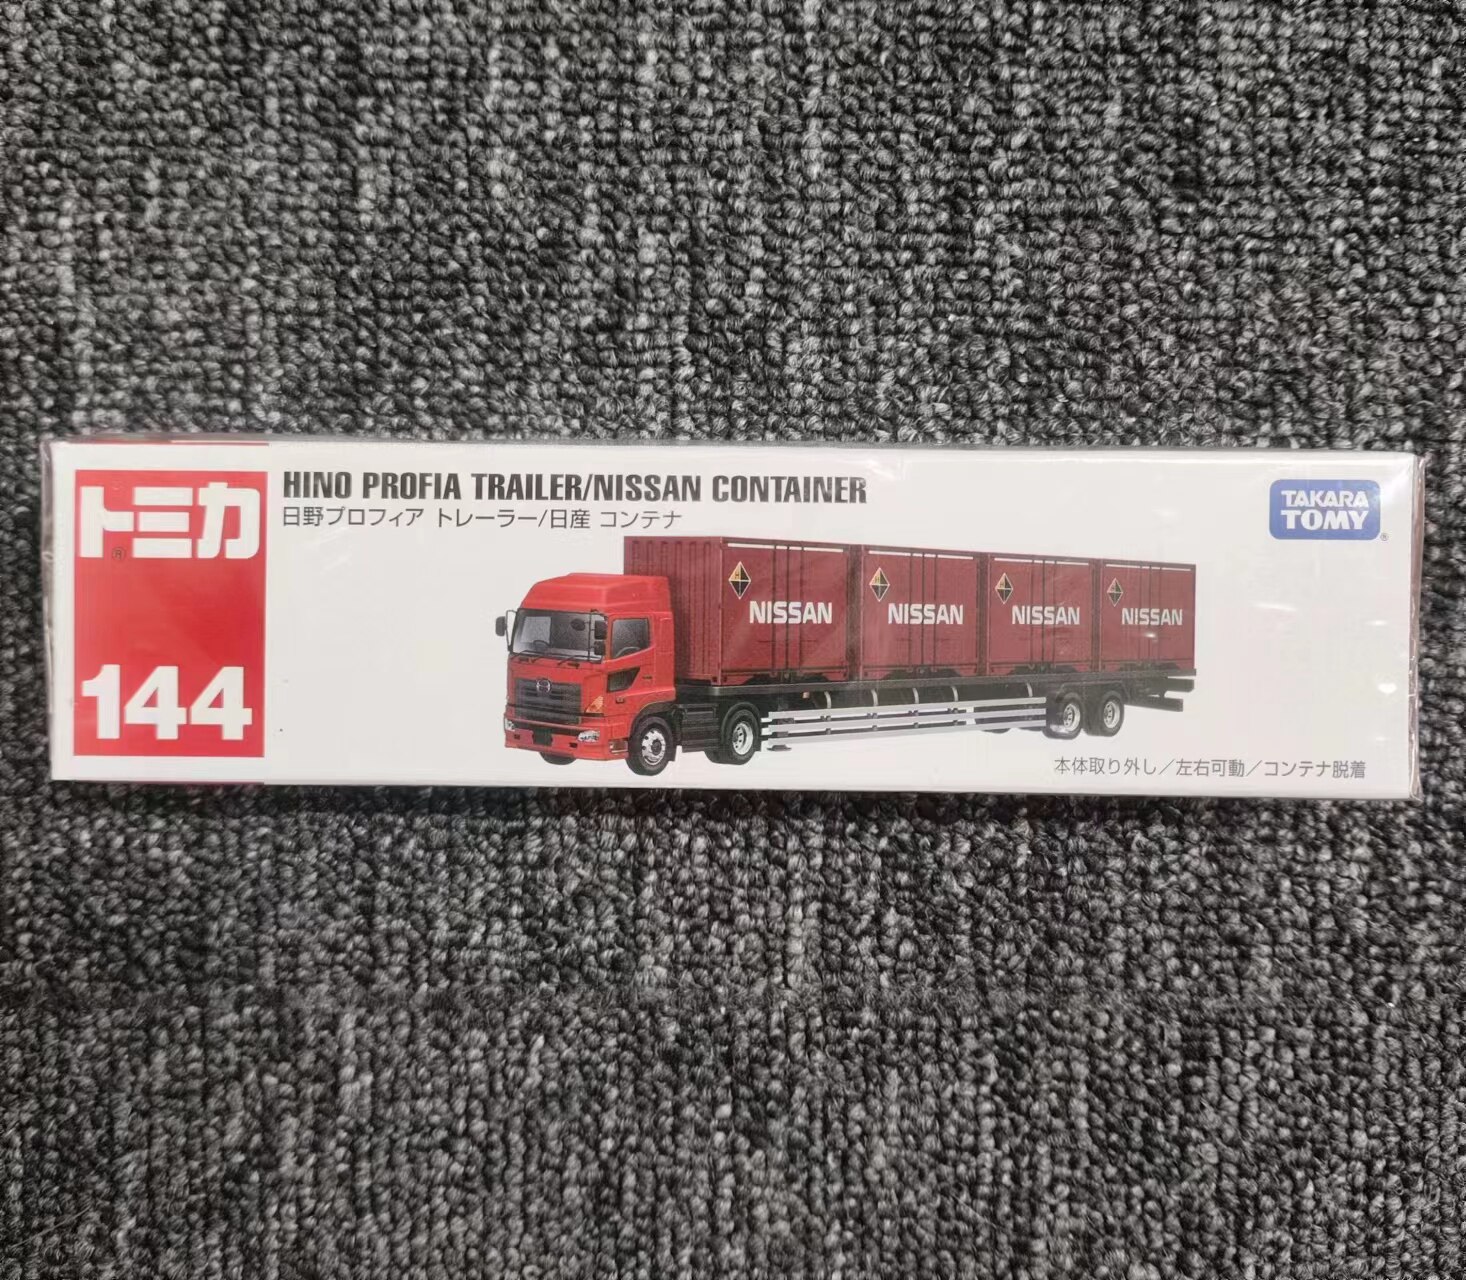 トミカ
®
144
HINO PROFIA TRAILER/NISSAN CONTAINER
日野プロフィア トレーラー/日産 コンテナ
TAKARA
TOMY
®
H
NISSAN
H
NISSAN
NISSAN
NISSAN
本体取り外し／左右可動／コンテナ脱着